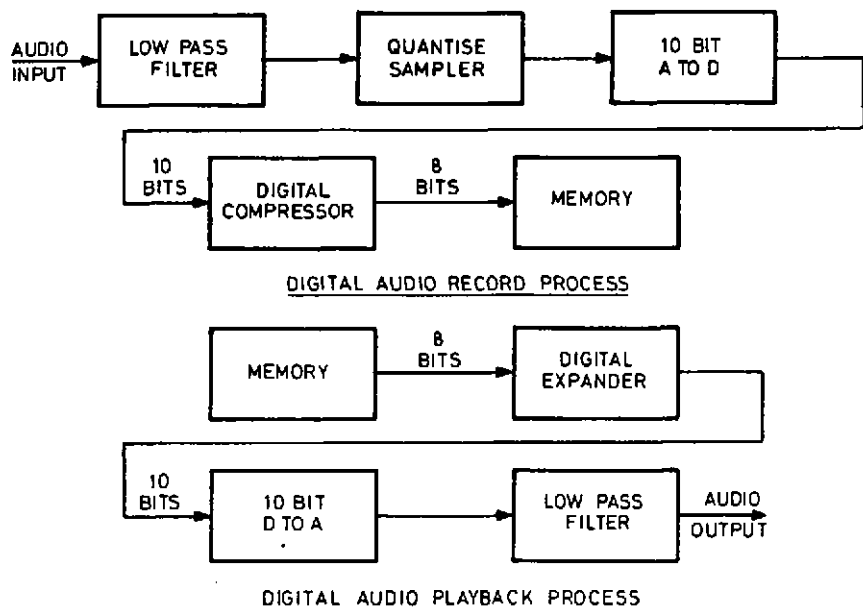 AUDIO
INPUT
LOW PASS
FILTER
QUANTISE
SAMPLER
10 BIT
A TO D
10
BITS
DIGITAL
COMPRESSOR
8
BITS
MEMORY
DIGITAL AUDIO RECORD PROCESS
MEMORY
8
BITS
DIGITAL
EXPANDER
10
BITS
10 BIT
D TO A
LOW PASS
FILTER
AUDIO
OUTPUT
DIGITAL AUDIO PLAYBACK PROCESS